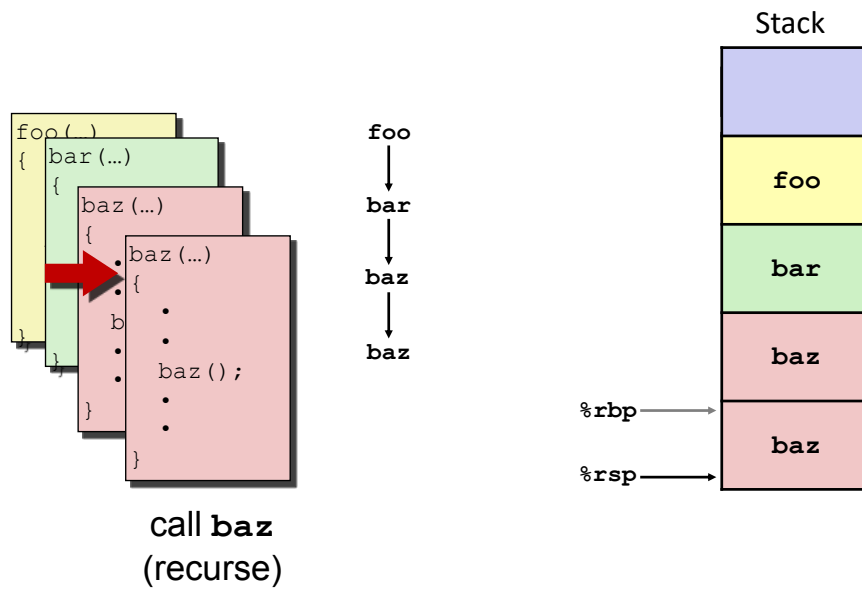 Stack
foo(…)
{
}
bar(…)
{
}
baz(…)
{
•
•
b
•
•
}
baz(…)
{
•
•
baz();
•
•
}
foo
bar
baz
baz
foo
bar
baz
baz
%rbp
%rsp
call baz
(recurse)